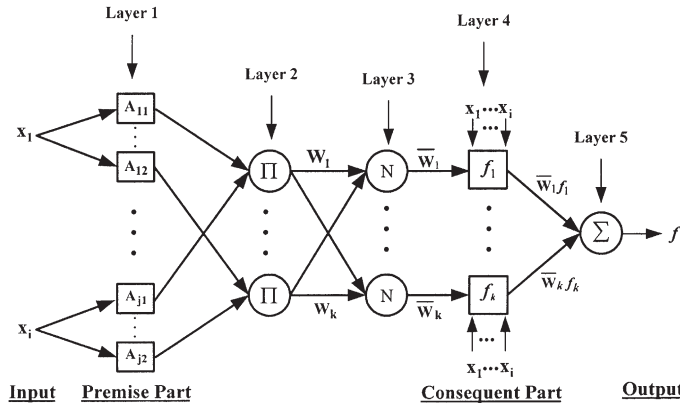 Layer 1
Layer 2
Layer 3
Layer 4
Layer 5
x₁
A₁₁
A₁₂
xᵢ
Aⱼ₁
Aⱼ₂
Π
Π
W₁
Wₖ
N
N
W̅₁
W̅ₖ
x₁...xᵢ
...
f₁
fₖ
...
x₁...xᵢ
W̅₁f₁
W̅ₖfₖ
Σ
f
Input
Premise Part
Consequent Part
Output